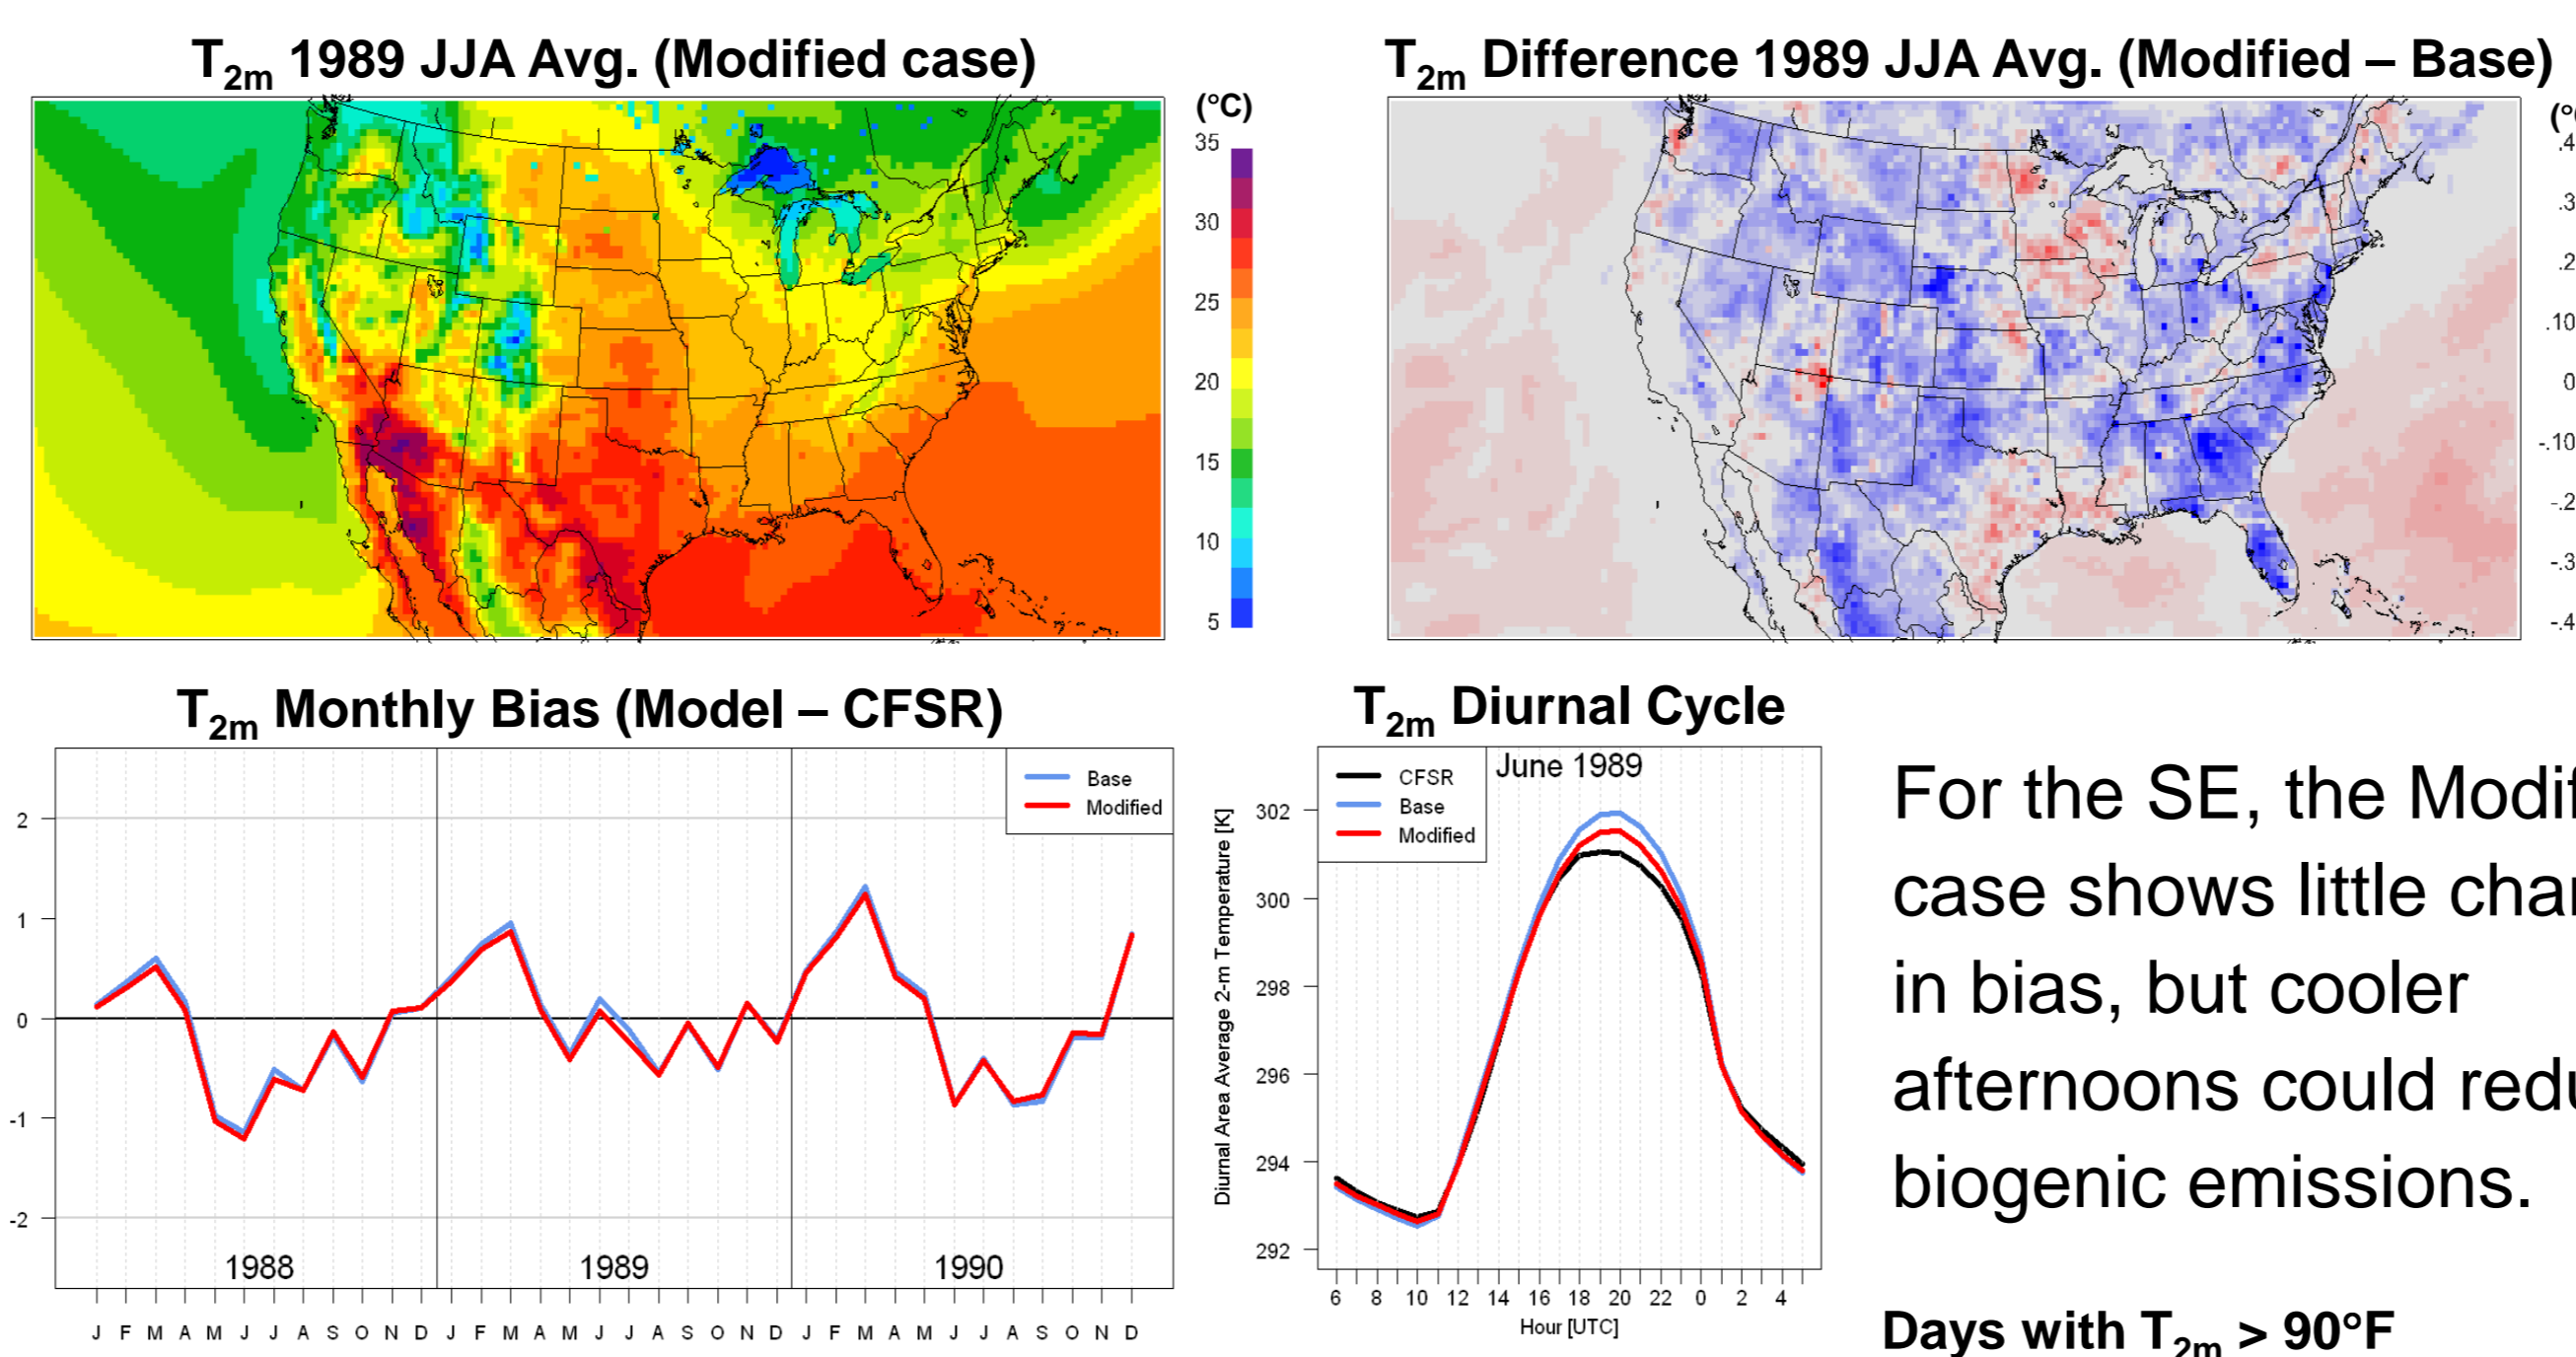 T2m 1989 JJA Avg. (Modified case)
T2m Difference 1989 JJA Avg. (Modified – Base)
(°C)
35
30
25
20
15
10
5
.10
0
-.10
T2m Monthly Bias (Model – CFSR)
Base
Modified
2
1
0
-1
-2
1988
1989
1990
J F M A M J J A S O N D J F M A M J J A S O N D J F M A M J J A S O N D
T2m Diurnal Cycle
June 1989
CFSR
Base
Modified
Diurnal Area Average 2-m Temperature [K]
302
300
298
296
294
292
6 8 10 12 14 16 18 20 22 0 2 4
Hour [UTC]
For the SE, the
case shows little
in bias, but cooler
afternoons could
biogenic emissions.
Days with T2m > 90°F